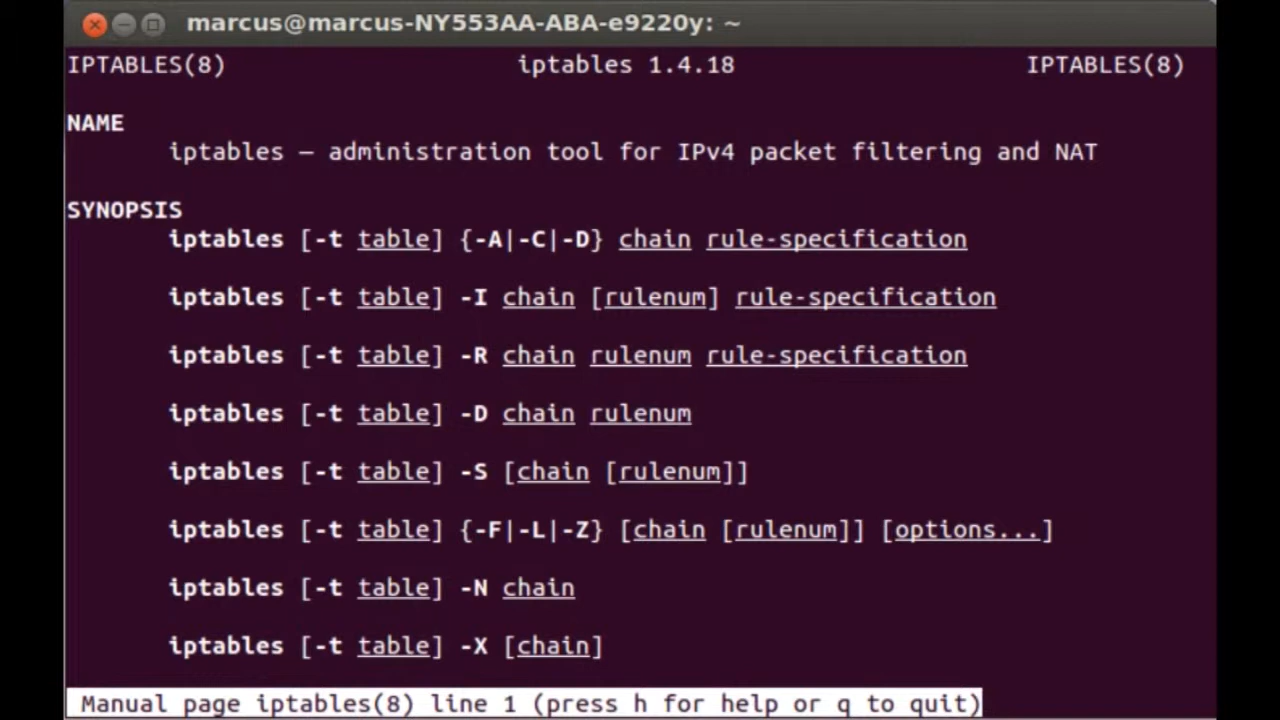 marcus@marcus-NY553AA-ABA-e9220y: ~
IPTABLES(8) iptables 1.4.18 IPTABLES(8)
NAME
iptables — administration tool for IPv4 packet filtering and NAT
SYNOPSIS
iptables [-t table] {-A|-C|-D} chain rule-specification
iptables [-t table] -I chain [rulenum] rule-specification
iptables [-t table] -R chain rulenum rule-specification
iptables [-t table] -D chain rulenum
iptables [-t table] -S [chain [rulenum]]
iptables [-t table] {-F|-L|-Z} [chain [rulenum]] [options...]
iptables [-t table] -N chain
iptables [-t table] -X [chain]
Manual page iptables(8) line 1 (press h for help or q to quit)